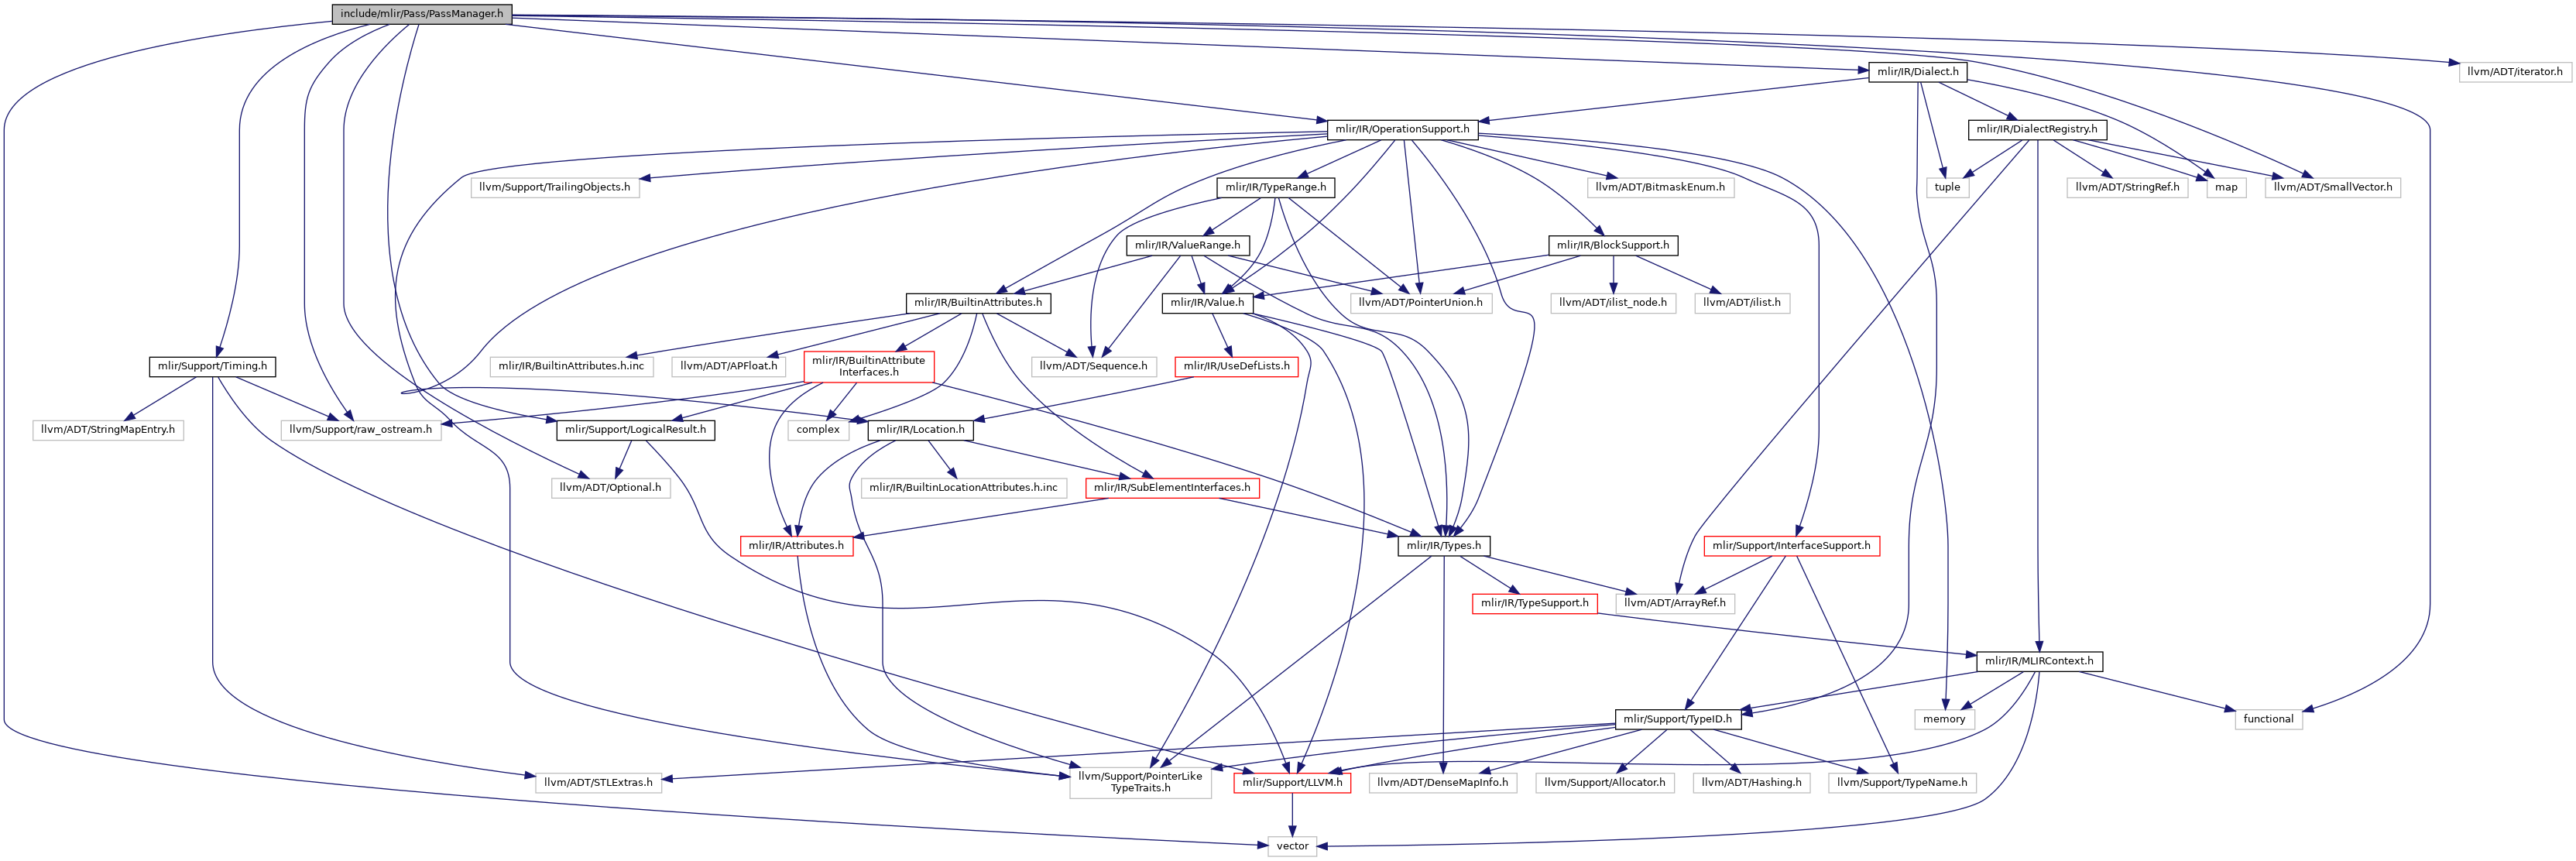 include/mlir/Pass/PassManager.h
mlir/IR/Dialect.h
llvm/ADT/iterator.h
mlir/IR/OperationSupport.h
mlir/IR/DialectRegistry.h
llvm/Support/TrailingObjects.h
mlir/IR/TypeRange.h
llvm/ADT/BitmaskEnum.h
tuple
llvm/ADT/StringRef.h
map
llvm/ADT/SmallVector.h
mlir/IR/ValueRange.h
mlir/IR/BlockSupport.h
mlir/IR/BuiltinAttributes.h
mlir/IR/Value.h
llvm/ADT/PointerUnion.h
llvm/ADT/ilist_node.h
llvm/ADT/ilist.h
mlir/Support/Timing.h
mlir/IR/BuiltinAttributes.h.inc
llvm/ADT/APFloat.h
mlir/IR/BuiltinAttribute
Interfaces.h
llvm/ADT/Sequence.h
mlir/IR/UseDefLists.h
llvm/ADT/StringMapEntry.h
llvm/Support/raw_ostream.h
mlir/Support/LogicalResult.h
complex
mlir/IR/Location.h
llvm/ADT/Optional.h
mlir/IR/BuiltinLocationAttributes.h.inc
mlir/IR/SubElementInterfaces.h
mlir/IR/Attributes.h
mlir/IR/Types.h
mlir/Support/InterfaceSupport.h
mlir/IR/TypeSupport.h
llvm/ADT/ArrayRef.h
mlir/IR/MLIRContext.h
mlir/Support/TypeID.h
memory
functional
llvm/ADT/STLExtras.h
llvm/Support/PointerLike
TypeTraits.h
mlir/Support/LLVM.h
llvm/ADT/DenseMapInfo.h
llvm/Support/Allocator.h
llvm/ADT/Hashing.h
llvm/Support/TypeName.h
vector